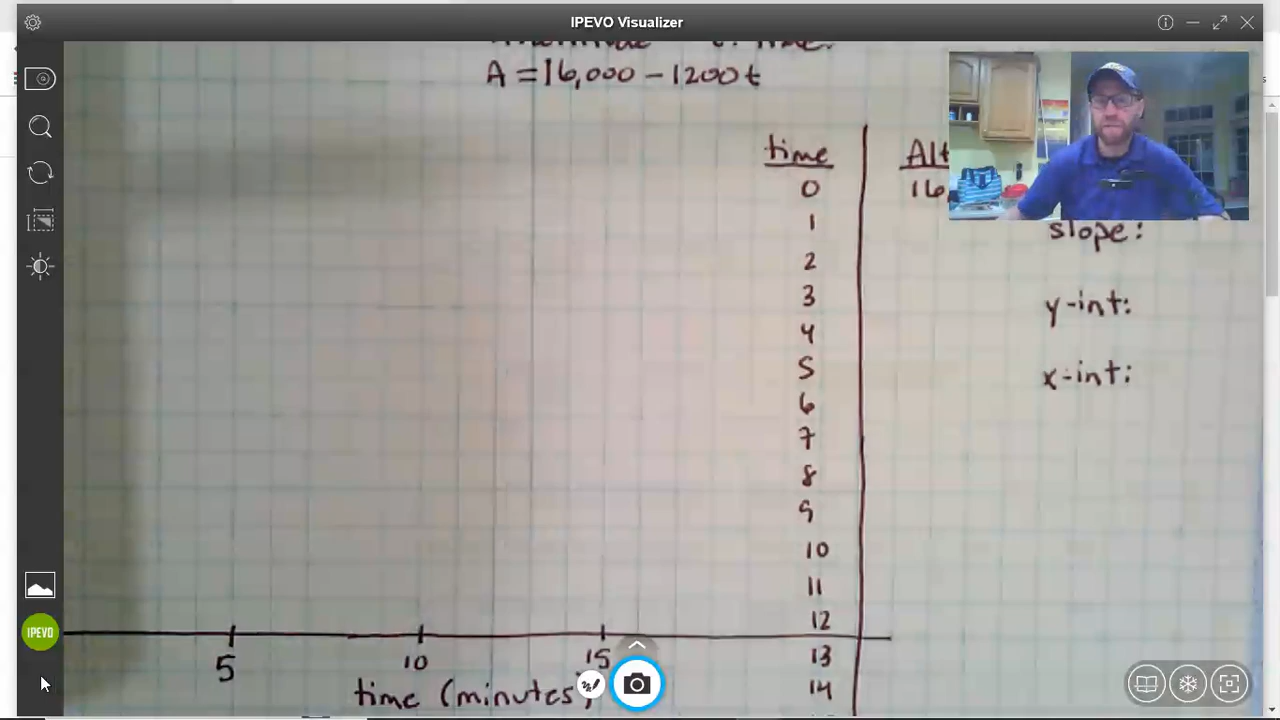 IPEVO Visualizer
A = 16,000 - 1200t
time
Alt
0
16,
1
slope:
2
3
y-int:
4
5
x-int:
6
7
8
9
10
11
12
13
14
5
10
15
time (minutes)
IPEVO